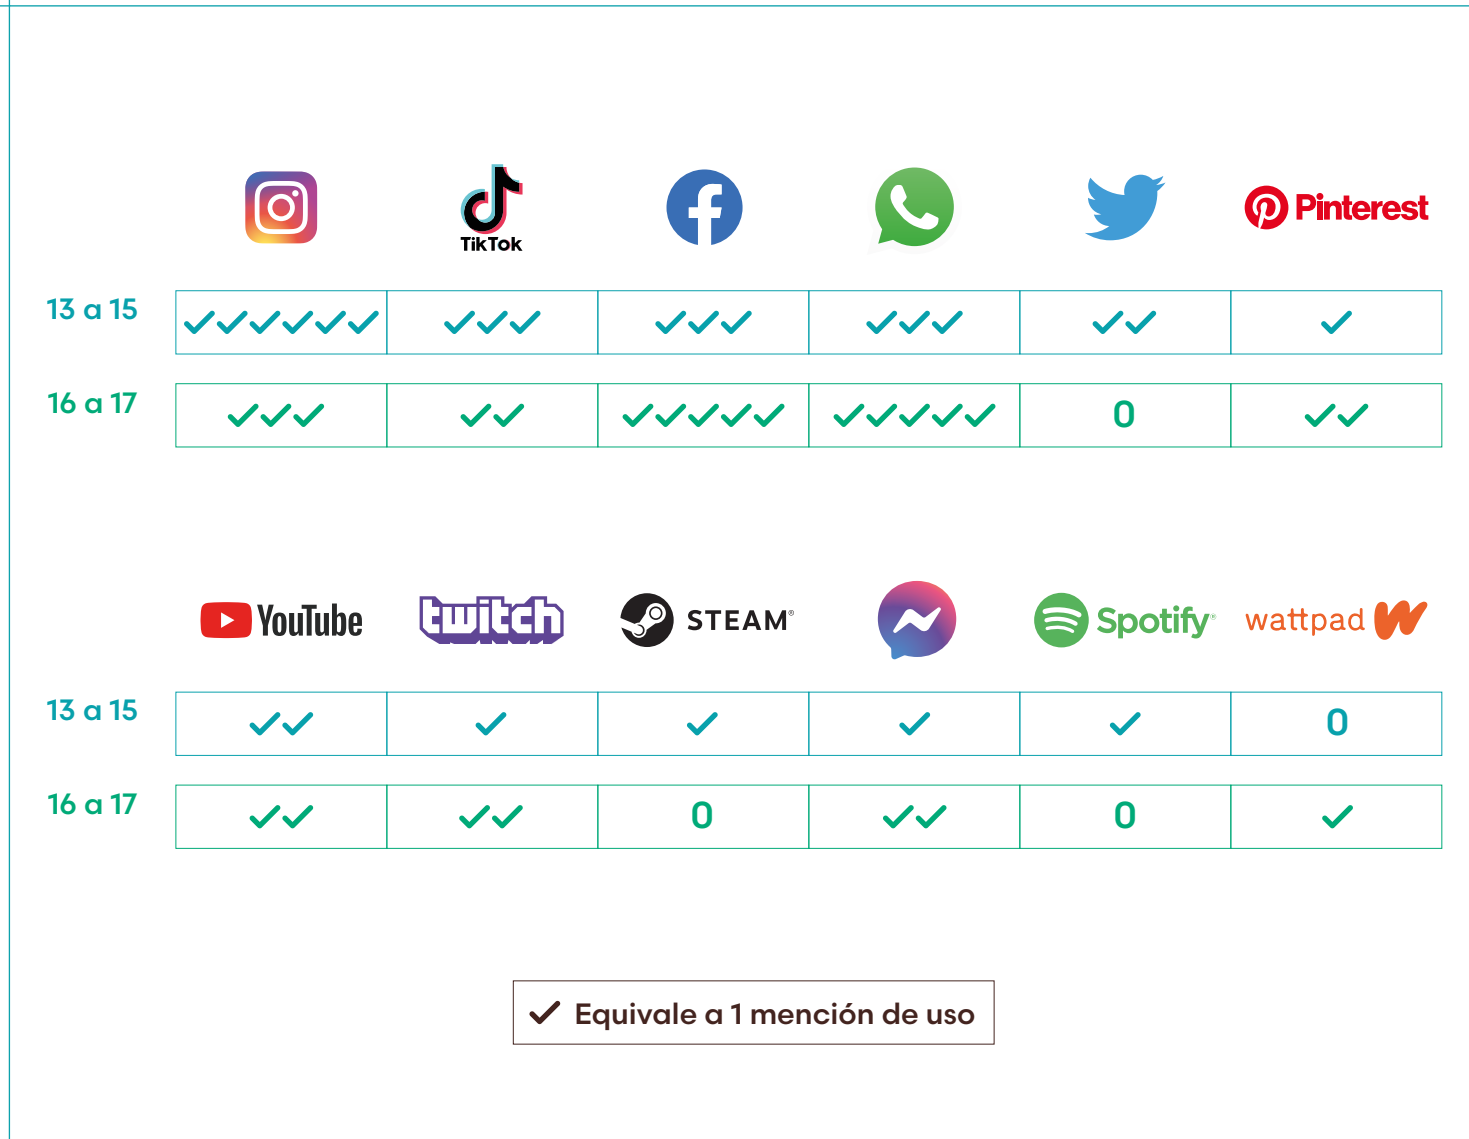 TikTok
Pinterest
13 a 15
16 a 17
0
YouTube
twitch
STEAM®
Spotify®
wattpad
13 a 15
0
16 a 17
0
0
Equivale a 1 mención de uso